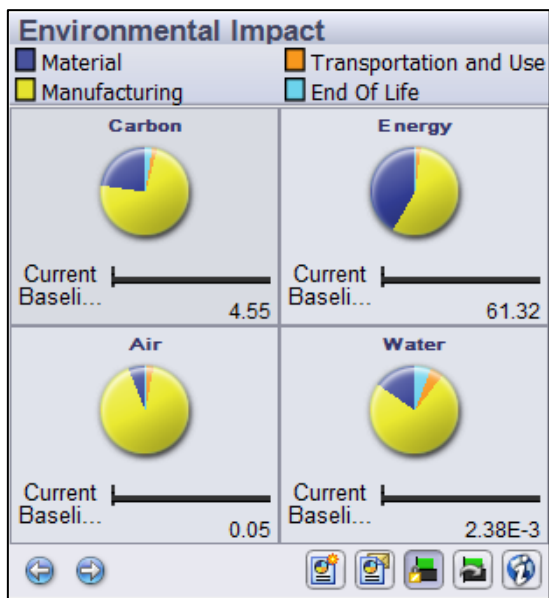 Environmental Impact
Material
Transportation and Use
Manufacturing
End Of Life
Carbon
Current
Baseli...
4.55
Energy
Current
Baseli...
61.32
Air
Current
Baseli...
0.05
Water
Current
Baseli...
2.38E-3